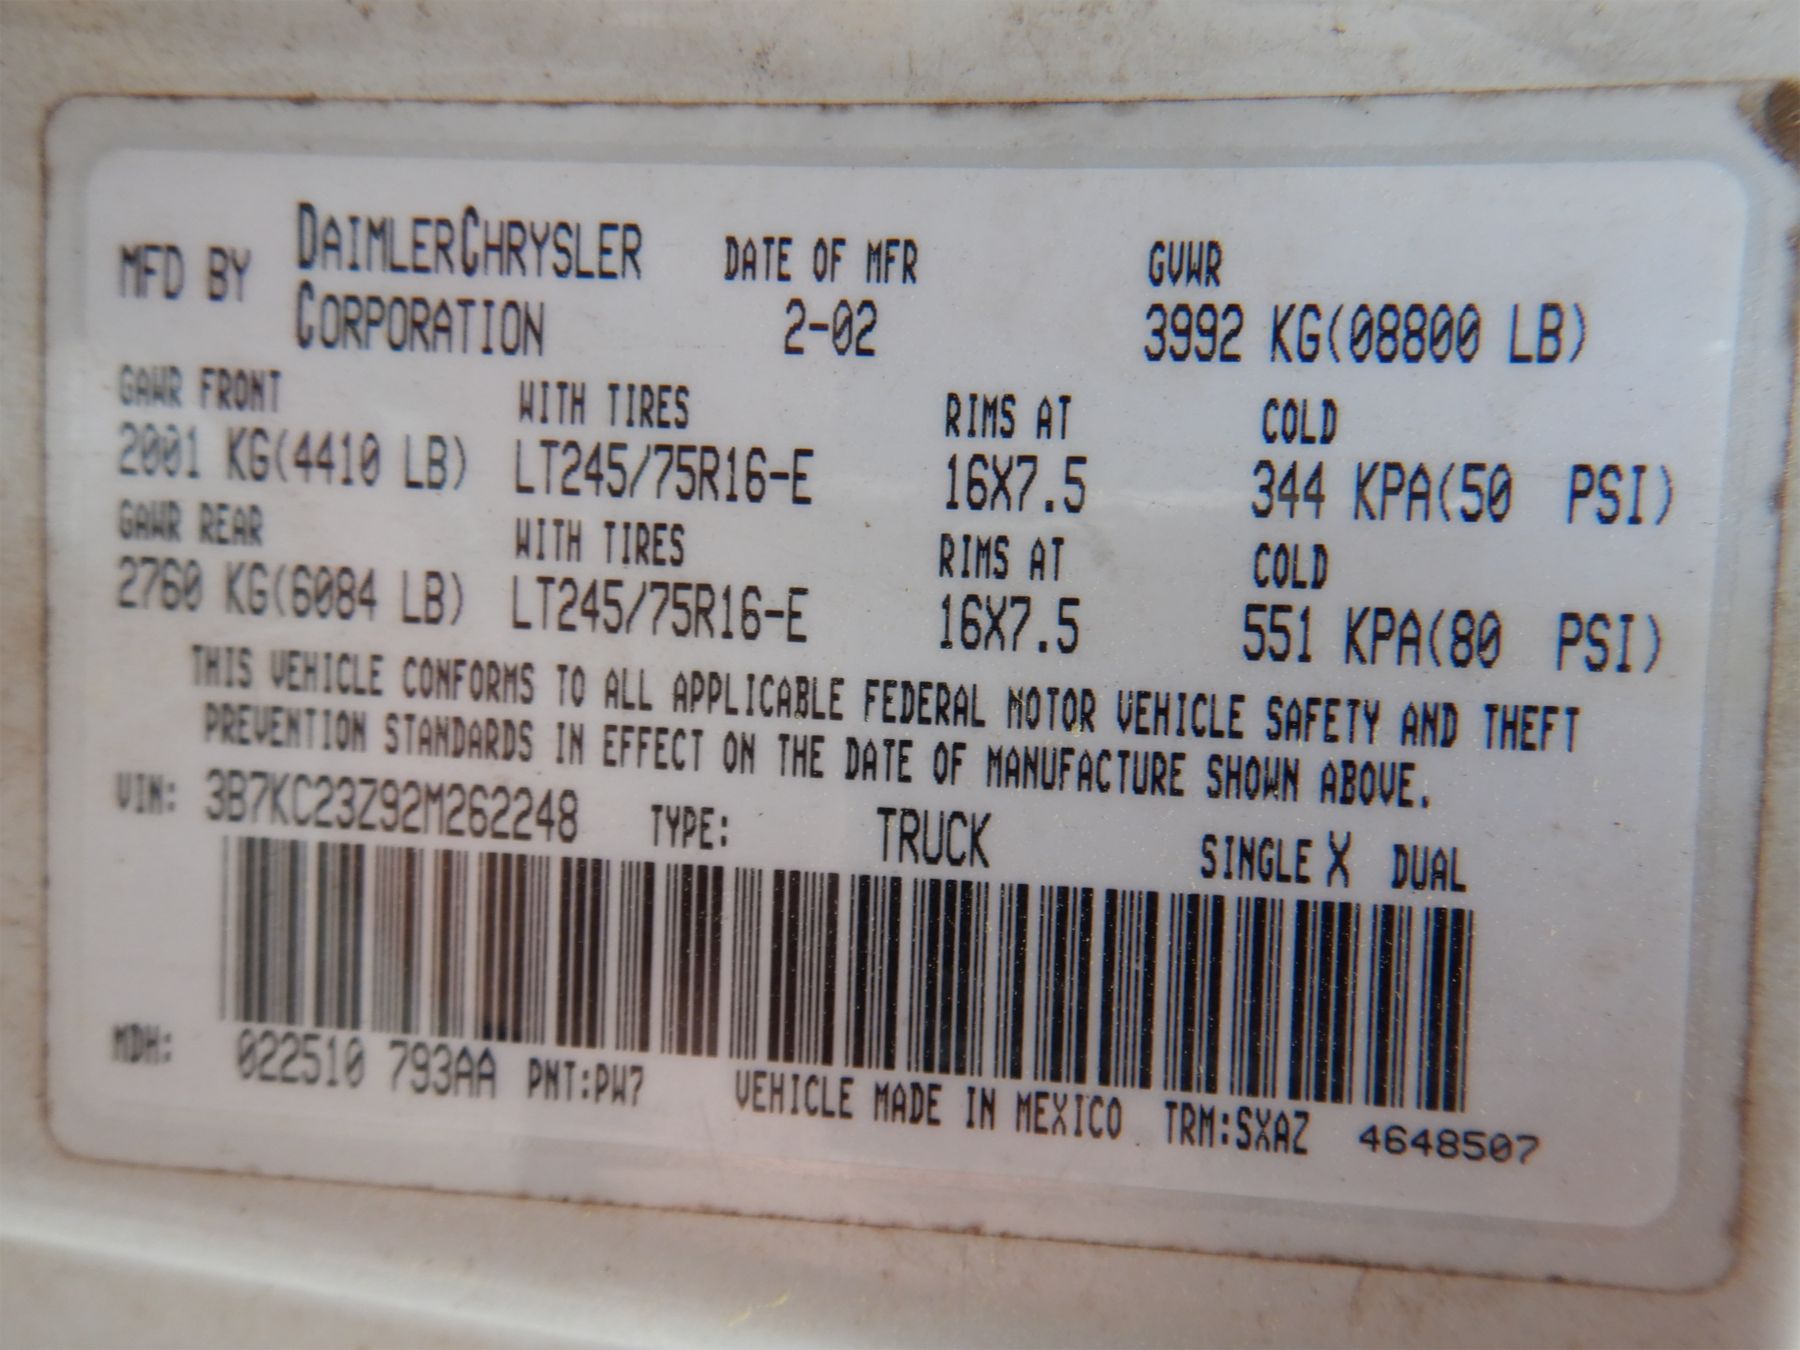 MFD BY DAIMLERCHRYSLER CORPORATION DATE OF MFR 2-02 GVWR 3992 KG(08800 LB)
GAWR FRONT WITH TIRES RIMS AT COLD
2001 KG(4410 LB) LT245/75R16-E 16X7.5 344 KPA(50 PSI)
GAWR REAR WITH TIRES RIMS AT COLD
2760 KG(6084 LB) LT245/75R16-E 16X7.5 551 KPA(80 PSI)
THIS VEHICLE CONFORMS TO ALL APPLICABLE FEDERAL MOTOR VEHICLE SAFETY AND THEFT
PREVENTION STANDARDS IN EFFECT ON THE DATE OF MANUFACTURE SHOWN ABOVE.
VIN: 3B7KC23Z92M262248 TYPE: TRUCK SINGLE X DUAL
MDH: 022510 793AA PNT:PW7 VEHICLE MADE IN MEXICO TRM:SXAZ 4648507